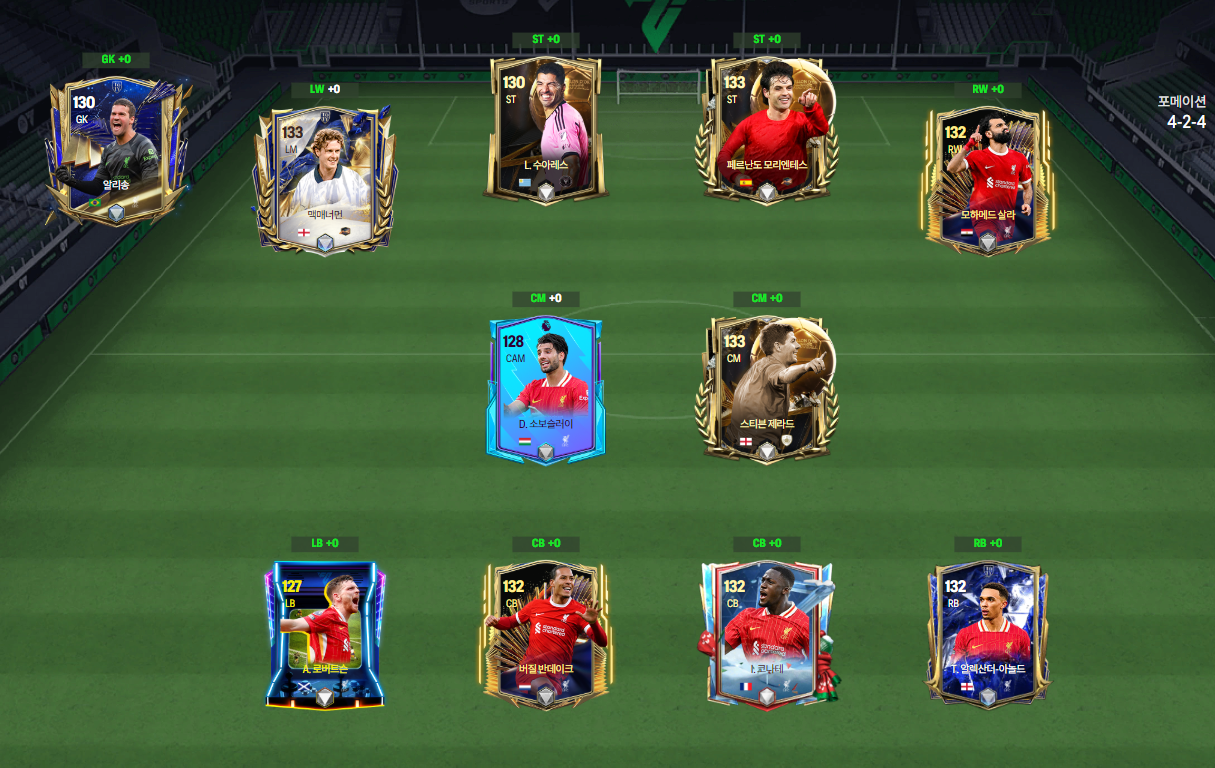 SPORTS
ST +0
ST +0
GK +0
LW +0
RW +0
130
ST
L. 수아레스
133
ST
페르난도 모리엔테스
포메이션
4-2-4
130
GK
알리송
133
LM
맥매너먼
132
RW
모하메드 살라
CM +0
CM +0
128
CAM
D. 소보슬러이
133
CM
스티븐 제라드
LB +0
CB +0
CB +0
RB +0
127
LB
A. 로버트슨
132
CB
버질 반데이크
132
CB
I. 코나테
132
RB
T. 알렉산더-아놀드